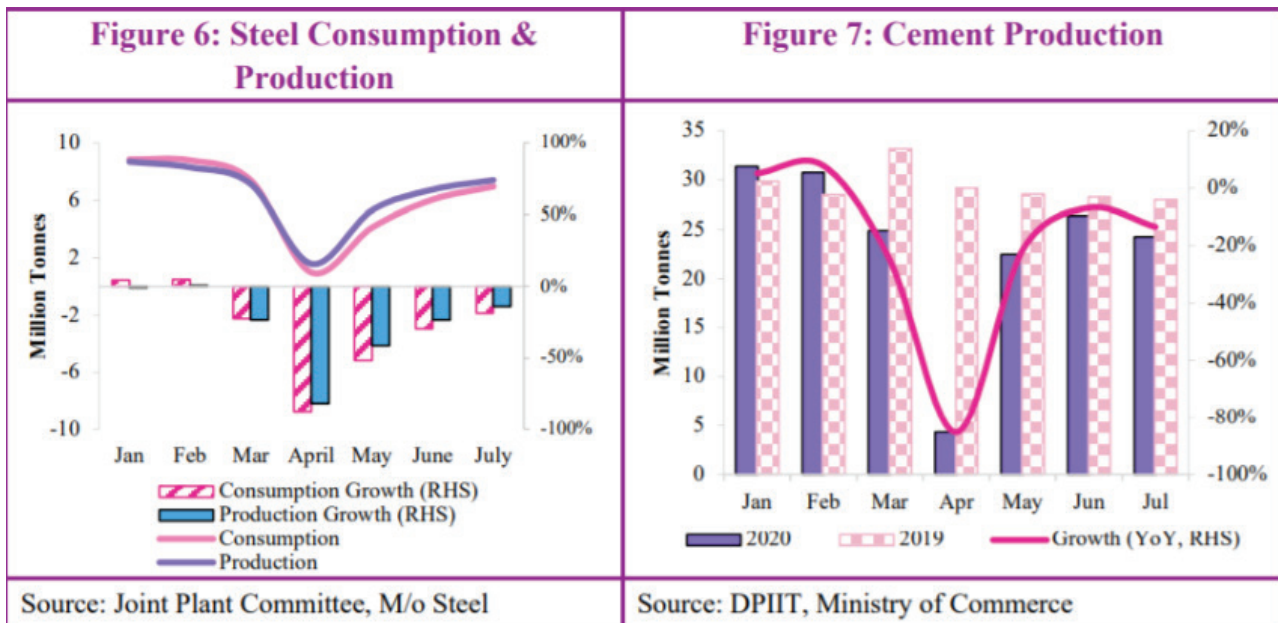 Figure 6: Steel Consumption &
Production
10
6
2
-2
-6
-10
Million Tonnes
100%
50%
0%
-50%
-100%
Jan Feb Mar April May June July
Consumption Growth (RHS)
Production Growth (RHS)
Consumption
Production
Source: Joint Plant Committee, M/o Steel
Figure 7: Cement Production
35
30
25
20
15
10
5
0
Million Tonnes
20%
0%
-20%
-40%
-60%
-80%
-100%
Jan Feb Mar Apr May Jun Jul
2020 2019 Growth (YoY, RHS)
Source: DPIIT, Ministry of Commerce